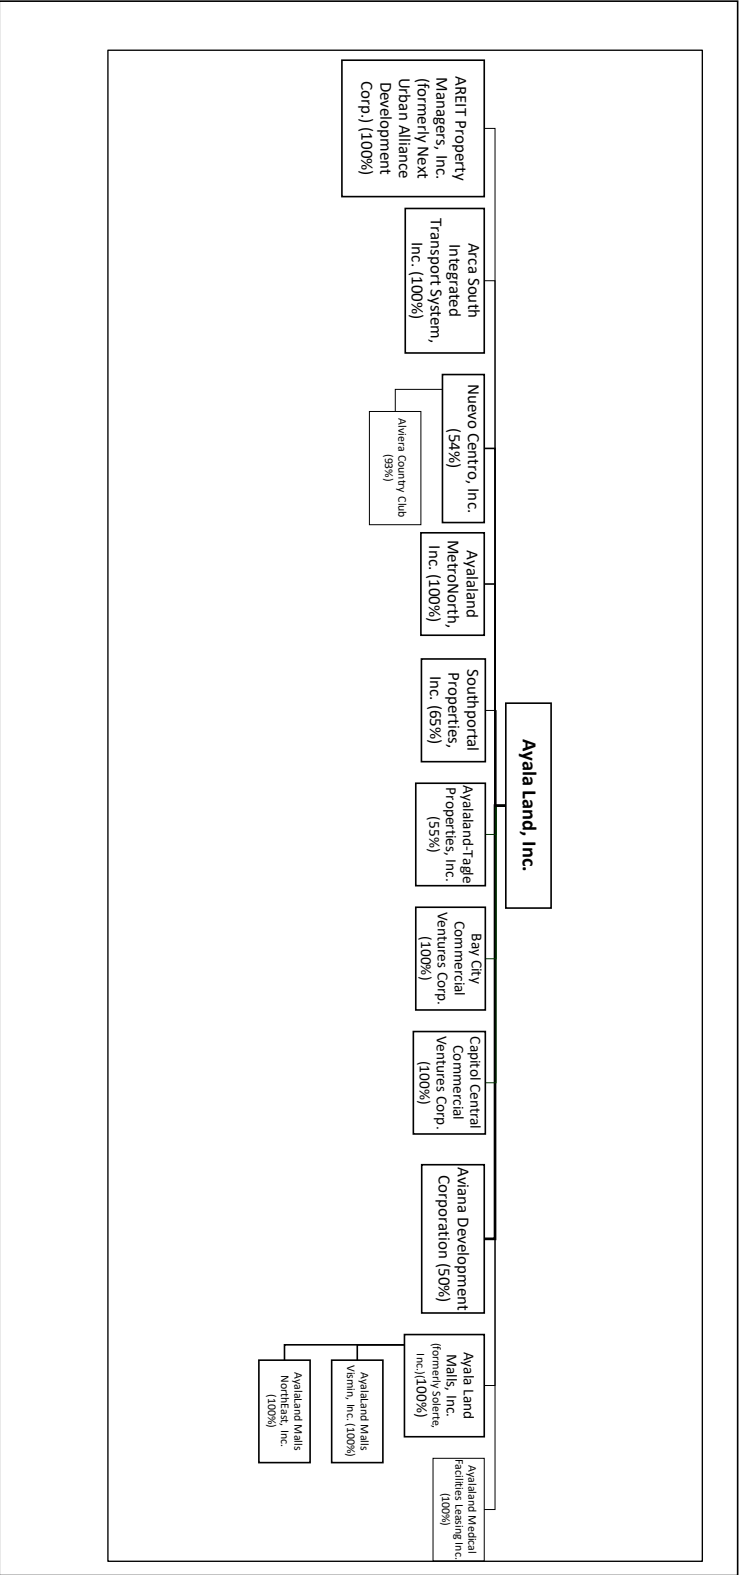 Ayala Land, Inc.
AREIT Property
Managers, Inc.
(formerly Next
Urban Alliance
Development
Corp.) (100%)
Arca South
Integrated
Transport System,
Inc. (100%)
Nuevo Centro, Inc.
(54%)
Alviera Country Club
(93%)
Ayalaland
MetroNorth,
Inc. (100%)
Southportal
Properties,
Inc. (65%)
Ayalaland-Tagle
Properties, Inc.
(55%)
Bay City
Commercial
Ventures Corp.
(100%)
Capitol Central
Commercial
Ventures Corp.
(100%)
Aviana Development
Corporation (50%)
Ayala Land
Malls, Inc.
(formerly Solerte,
Inc.)(100%)
AyalaLand Malls
Vismin, Inc. (100%)
AyalaLand Malls
NorthEast, Inc.
(100%)
Ayalaland Medical
Facilities Leasing Inc.
(100%)